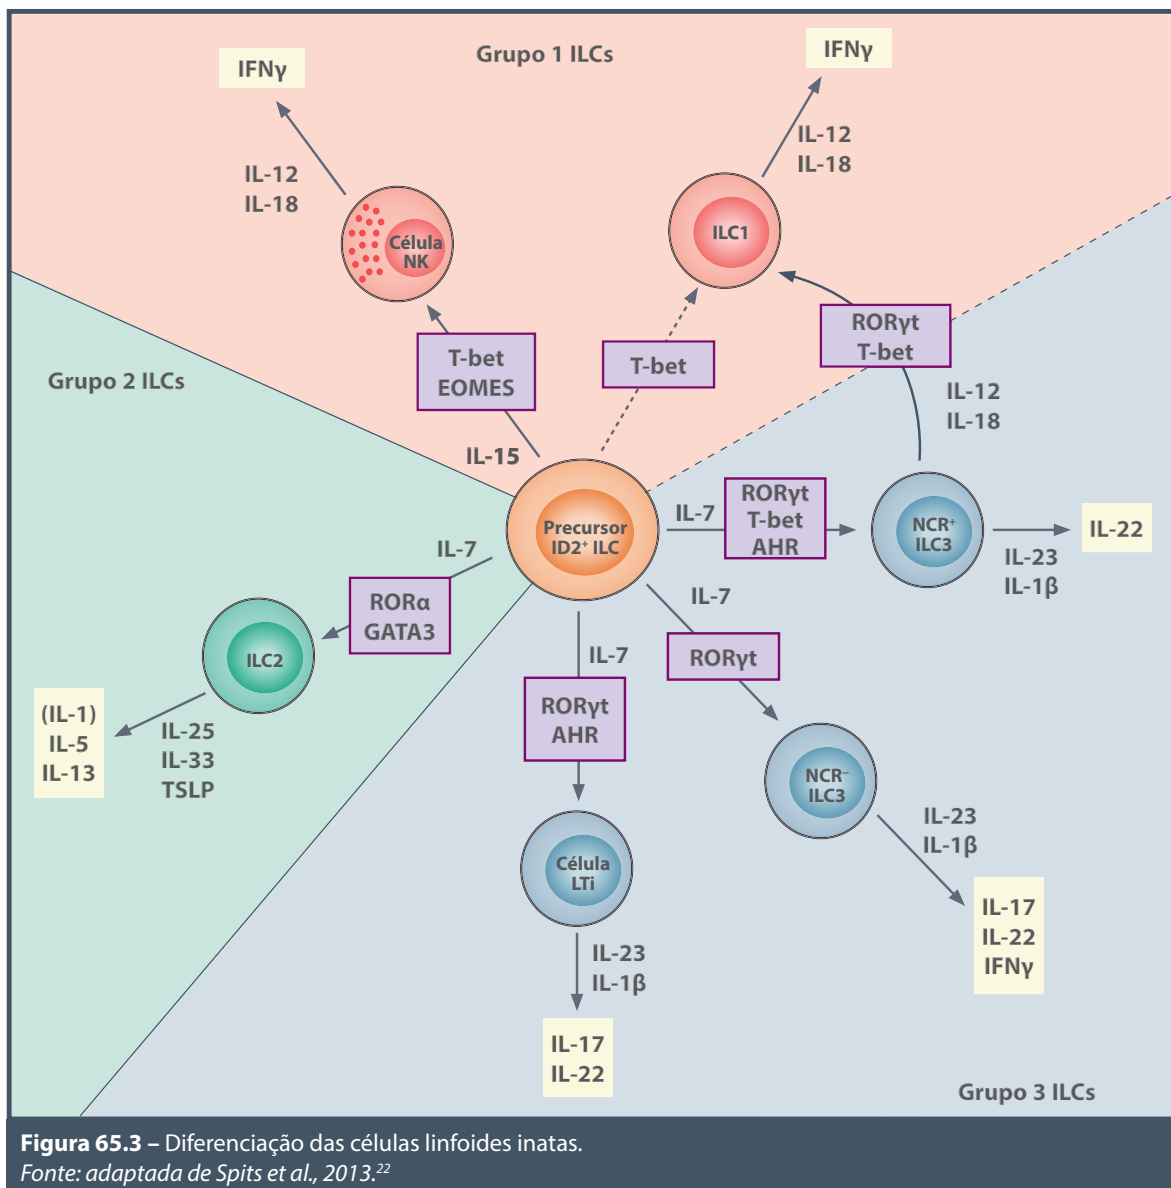 Grupo 1 ILCs
IFNγ
IL-12
IL-18
Célula
NK
T-bet
EOMES
IL-15
IFNγ
IL-12
IL-18
ILC1
T-bet
RORγt
T-bet
IL-12
IL-18
Grupo 2 ILCs
Precursor
ID2⁺ ILC
IL-7
RORα
GATA3
ILC2
(IL-1)
IL-5
IL-13
IL-25
IL-33
TSLP
IL-7
RORγt
T-bet
AHR
NCR⁺
ILC3
IL-23
IL-1β
IL-22
IL-7
RORγt
NCR⁻
ILC3
IL-23
IL-1β
IL-17
IL-22
IFNγ
IL-7
RORγt
AHR
Célula
LTi
IL-23
IL-1β
IL-17
IL-22
Grupo 3 ILCs
Figura 65.3 – Diferenciação das células linfoides inatas.
Fonte: adaptada de Spits et al., 2013.²²